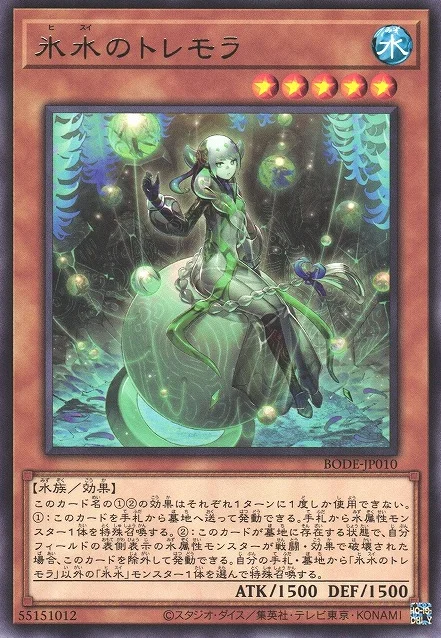 ヒスイ
氷水のトレモラ
水
BODE-JP010
【水族／効果】
このカード名の①②の効果はそれぞれ1ターンに1度しか使用できない。
①：このカードを手札から墓地へ送って発動できる。手札から水属性モン
スター1体を特殊召喚する。②：このカードが墓地に存在する状態で、自分
フィールドの表側表示の水属性モンスターが戦闘・効果で破壊された
場合、このカードを除外して発動できる。自分の手札・墓地から「氷水のトレ
モラ」以外の「氷水」モンスター1体を選んで特殊召喚する。
ATK/1500 DEF/1500
55151012
©スタジオ・ダイス／集英社・テレビ東京・KONAMI